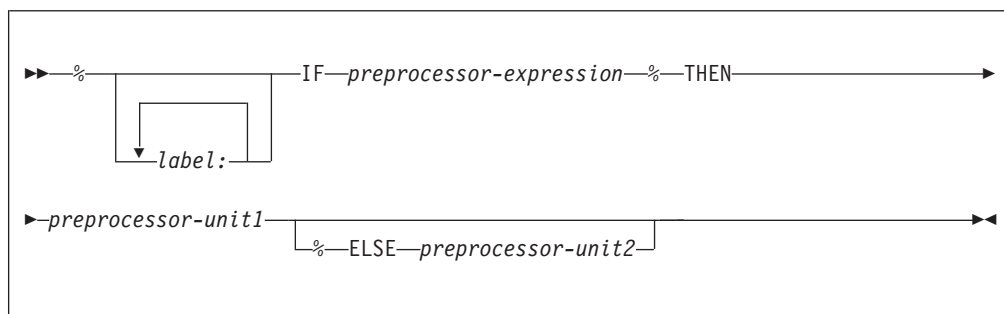 % IF preprocessor-expression % THEN
label:
preprocessor-unit1
% ELSE preprocessor-unit2